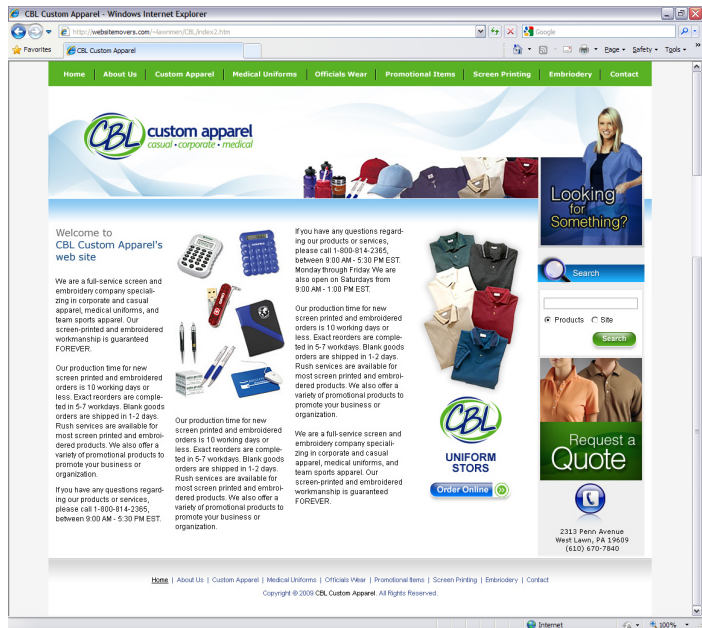 CBL Custom Apparel - Windows Internet Explorer
http://websitemovers.com/~lawnmen/CBL/index2.htm
Google
Favorites
CBL Custom Apparel
Page
Safety
Tools
Home
About Us
Custom Apparel
Medical Uniforms
Officials Wear
Promotional Items
Screen Printing
Embriodery
Contact
CBL custom apparel
casual • corporate • medical
Looking
for
Something?
Welcome to
CBL Custom Apparel's
web site
We are a full-service screen and
embroidery company speciali-
zing in corporate and casual
apparel, medical uniforms, and
team sports apparel. Our
screen-printed and embroidered
workmanship is guaranteed
FOREVER.
Our production time for new
screen printed and embroidered
orders is 10 working days or
less. Exact reorders are comple-
ted in 5-7 workdays. Blank goods
orders are shipped in 1-2 days.
Rush services are available for
most screen printed and embroi-
dered products. We also offer a
variety of promotional products to
promote your business or
organization.
If you have any questions regard-
ing our products or services,
please call 1-800-814-2365,
between 9:00 AM - 5:30 PM EST.
Our production time for new
screen printed and embroidered
orders is 10 working days or
less. Exact reorders are comple-
ted in 5-7 workdays. Blank goods
orders are shipped in 1-2 days.
Rush services are available for
most screen printed and embroi-
dered products. We also offer a
variety of promotional products to
promote your business or
organization.
If you have any questions regard-
ing our products or services,
please call 1-800-814-2365,
between 9:00 AM - 5:30 PM EST.
Monday through Friday. We are
also open on Saturdays from
9:00 AM - 1:00 PM EST.
Our production time for new
screen printed and embroidered
orders is 10 working days or
less. Exact reorders are comple-
ted in 5-7 workdays. Blank goods
orders are shipped in 1-2 days.
Rush services are available for
most screen printed and embroi-
dered products. We also offer a
variety of promotional products to
promote your business or
organization.
We are a full-service screen and
embroidery company speciali-
zing in corporate and casual
apparel, medical uniforms, and
team sports apparel. Our
screen-printed and embroidered
workmanship is guaranteed
FOREVER.
CBL
UNIFORM
STORS
Order Online
Search
Products Site
Search
Request a
Quote
2313 Penn Avenue
West Lawn, PA 19609
(610) 670-7840
Home | About Us | Custom Apparel | Medical Uniforms | Officials Wear | Promotional Items | Screen Printing | Embriodery | Contact
Copyright © 2009 CBL Custom Apparel. All Rights Reserved.
Internet
100%